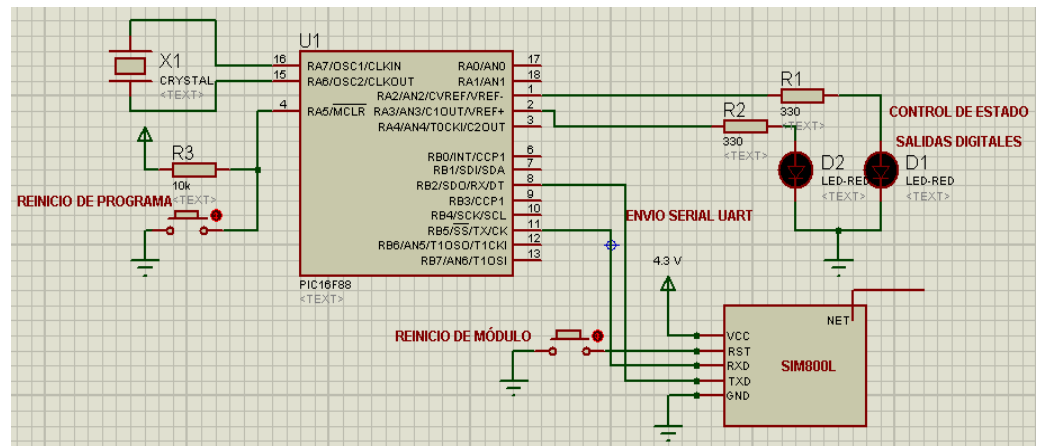 U1
X1
CRYSTAL
<TEXT>
16
RA7/OSC1/CLKIN
15
RA6/OSC2/CLKOUT
4
RA5/MCLR
RA0/AN0
17
RA1/AN1
18
RA2/AN2/CVREF/VREF-
1
RA3/AN3/C1OUT/VREF+
2
RA4/AN4/T0CKI/C2OUT
3
RB0/INT/CCP1
6
RB1/SDI/SDA
7
RB2/SDO/RX/DT
8
RB3/CCP1
9
RB4/SCK/SCL
10
RB5/SS/TX/CK
11
RB6/AN5/T1OSO/T1CKI
12
RB7/AN6/T1OSI
13
PIC16F88
<TEXT>
R3
10k
<TEXT>
REINICIO DE PROGRAMA
R1
330
<TEXT>
R2
330
<TEXT>
CONTROL DE ESTADO
SALIDAS DIGITALES
D2
LED-RED
<TEXT>
D1
LED-RED
<TEXT>
ENVIO SERIAL UART
4.3 V
REINICIO DE MÓDULO
NET
VCC
RST
RXD
TXD
GND
SIM800L